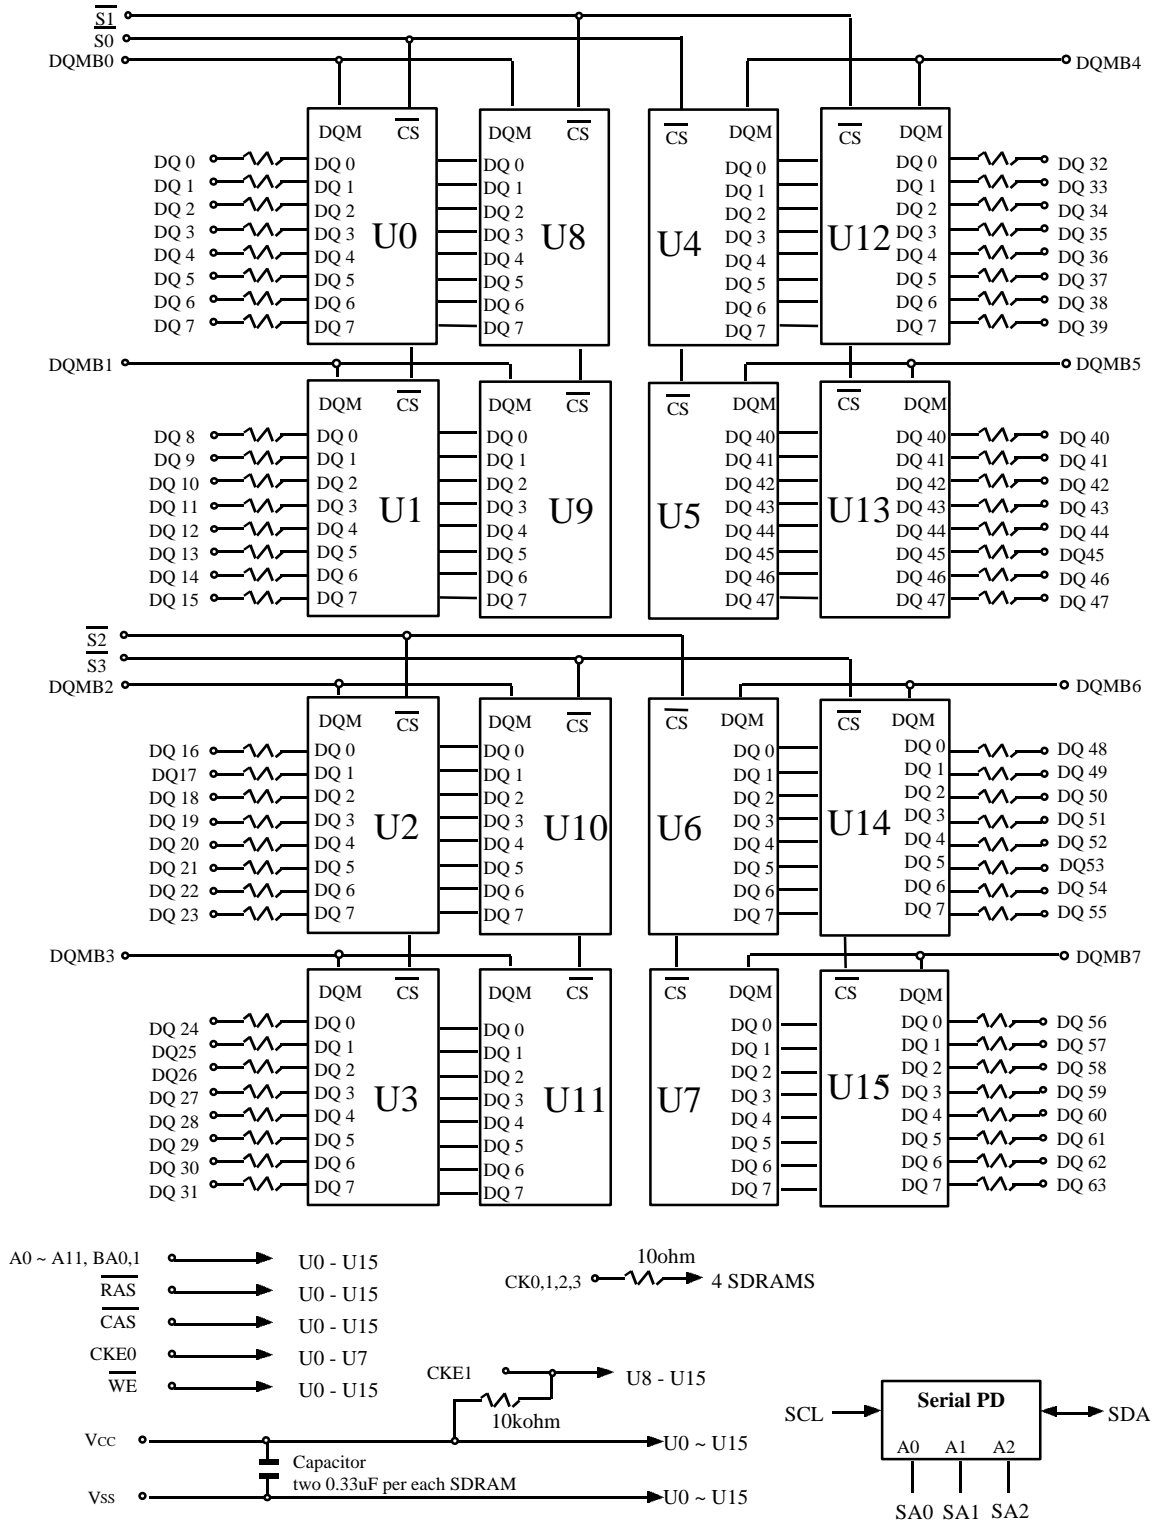 S1
S0
DQMB0 DQMB4
DQM CS DQM CS DQM CS DQM
DQ 0 DQ 0 DQ 0 DQ 0 DQ 0 DQ 32
DQ 1 DQ 1 DQ 1 DQ 1 DQ 1 DQ 33
DQ 2 DQ 2 DQ 2 DQ 2 DQ 2 DQ 34
DQ 3 DQ 3 U0 DQ 3 U8 U4 DQ 3 U12 DQ 3 DQ 35
DQ 4 DQ 4 DQ 4 DQ 4 DQ 4 DQ 36
DQ 5 DQ 5 DQ 5 DQ 5 DQ 5 DQ 37
DQ 6 DQ 6 DQ 6 DQ 6 DQ 6 DQ 38
DQ 7 DQ 7 DQ 7 DQ 7 DQ 7 DQ 39
DQMB1 DQMB5
DQM CS DQM CS CS DQM CS DQM
DQ 8 DQ 0 DQ 0 DQ 40 DQ 40 DQ 40
DQ 9 DQ 1 DQ 1 DQ 41 DQ 41 DQ 41
DQ 10 DQ 2 DQ 2 DQ 42 DQ 42 DQ 42
DQ 11 DQ 3 U1 DQ 3 U9 U5 DQ 43 U13 DQ 43 DQ 43
DQ 12 DQ 4 DQ 4 DQ 44 DQ 44 DQ 44
DQ 13 DQ 5 DQ 5 DQ 45 DQ 45 DQ45
DQ 14 DQ 6 DQ 6 DQ 46 DQ 46 DQ 46
DQ 15 DQ 7 DQ 7 DQ 47 DQ 47 DQ 47
S2
S3
DQMB2 DQMB6
DQM CS DQM CS CS DQM CS DQM
DQ 16 DQ 0 DQ 0 DQ 0 DQ 0 DQ 48
DQ17 DQ 1 DQ 1 DQ 1 DQ 1 DQ 49
DQ 18 DQ 2 DQ 2 DQ 2 DQ 2 DQ 50
DQ 19 DQ 3 U2 DQ 3 U10 U6 DQ 3 U14 DQ 3 DQ 51
DQ 20 DQ 4 DQ 4 DQ 4 DQ 4 DQ 52
DQ 21 DQ 5 DQ 5 DQ 5 DQ 5 DQ53
DQ 22 DQ 6 DQ 6 DQ 6 DQ 6 DQ 54
DQ 23 DQ 7 DQ 7 DQ 7 DQ 7 DQ 55
DQMB3 DQMB7
DQM CS DQM CS CS DQM CS DQM
DQ 24 DQ 0 DQ 0 DQ 0 DQ 0 DQ 56
DQ25 DQ 1 DQ 1 DQ 1 DQ 1 DQ 57
DQ26 DQ 2 DQ 2 DQ 2 DQ 2 DQ 58
DQ 27 DQ 3 U3 DQ 3 U11 U7 DQ 3 U15 DQ 3 DQ 59
DQ 28 DQ 4 DQ 4 DQ 4 DQ 4 DQ 60
DQ 29 DQ 5 DQ 5 DQ 5 DQ 5 DQ 61
DQ 30 DQ 6 DQ 6 DQ 6 DQ 6 DQ 62
DQ 31 DQ 7 DQ 7 DQ 7 DQ 7 DQ 63
A0 ~ A11, BA0,1 U0 - U15
RAS U0 - U15
CAS U0 - U15
CKE0 U0 - U7
WE U0 - U15
10ohm
CK0,1,2,3 4 SDRAMS
CKE1 U8 - U15
10kohm
Vcc U0 ~ U15
Capacitor
two 0.33uF per each SDRAM
Vss U0 ~ U15
Serial PD
SCL SDA
A0 A1 A2
SA0 SA1 SA2